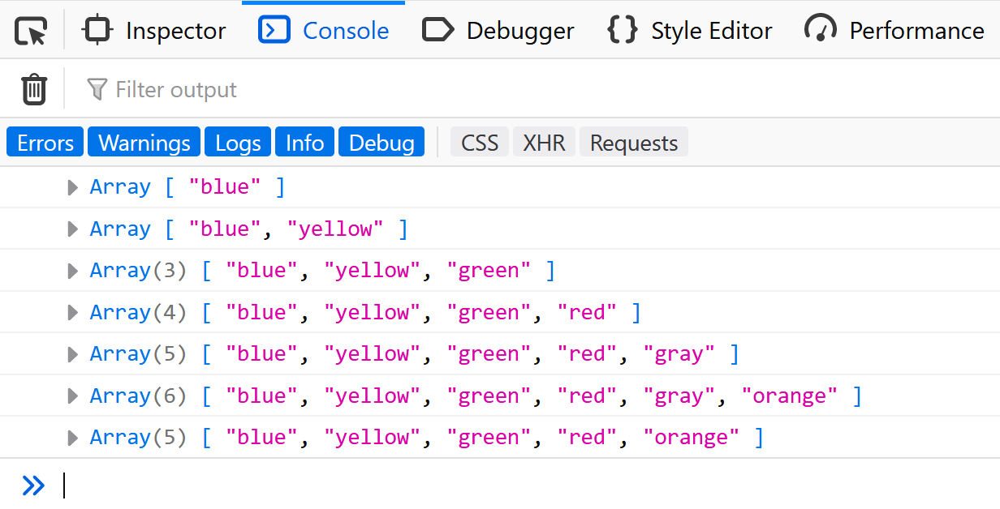 Inspector Console Debugger Style Editor Performance
Filter output
Errors Warnings Logs Info Debug CSS XHR Requests
Array [ "blue" ]
Array [ "blue", "yellow" ]
Array(3) [ "blue", "yellow", "green" ]
Array(4) [ "blue", "yellow", "green", "red" ]
Array(5) [ "blue", "yellow", "green", "red", "gray" ]
Array(6) [ "blue", "yellow", "green", "red", "gray", "orange" ]
Array(5) [ "blue", "yellow", "green", "red", "orange" ]